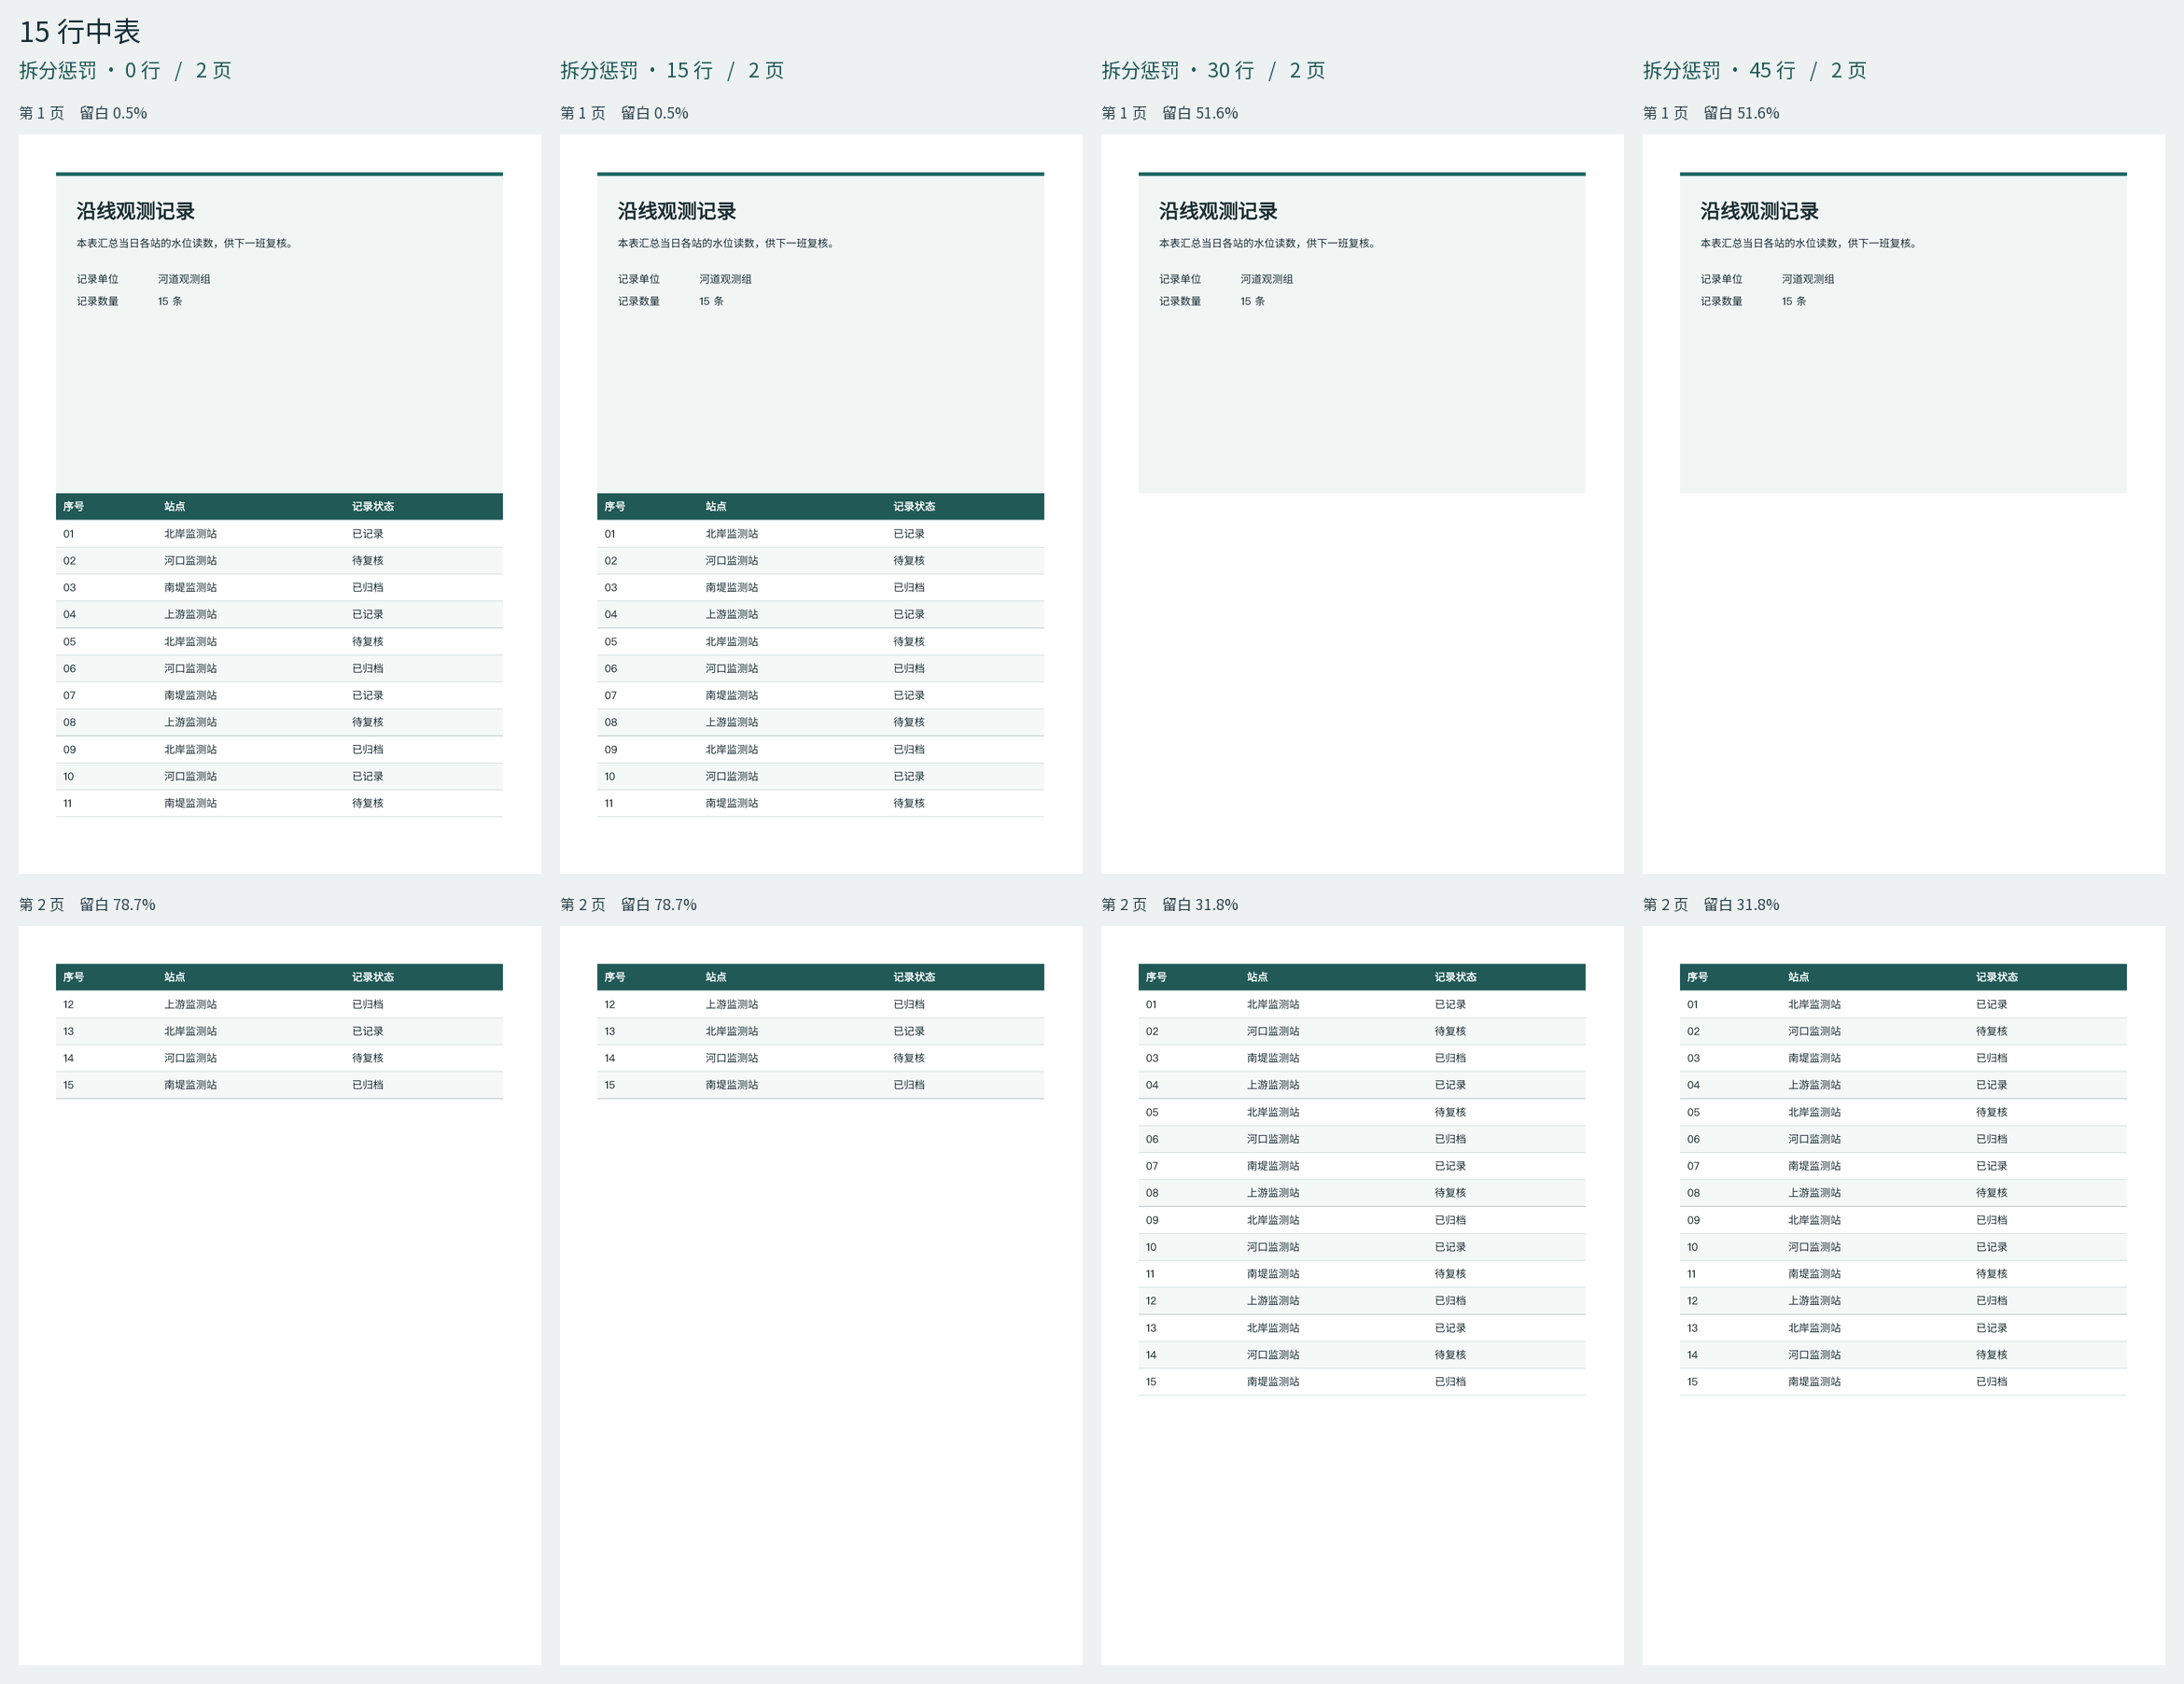 15 行中表
拆分惩罚 · 0 行 / 2 页
第 1 页 留白 0.5%
沿线观测记录
本表汇总当日各站的水位读数，供下一班复核。
记录单位 河道观测组
记录数量 15 条
序号 站点 记录状态
01 北岸监测站 已记录
02 河口监测站 待复核
03 南堤监测站 已归档
04 上游监测站 已记录
05 北岸监测站 待复核
06 河口监测站 已归档
07 南堤监测站 已记录
08 上游监测站 待复核
09 北岸监测站 已归档
10 河口监测站 已记录
11 南堤监测站 待复核
第 2 页 留白 78.7%
序号 站点 记录状态
12 上游监测站 已归档
13 北岸监测站 已记录
14 河口监测站 待复核
15 南堤监测站 已归档
拆分惩罚 · 15 行 / 2 页
第 1 页 留白 0.5%
沿线观测记录
本表汇总当日各站的水位读数，供下一班复核。
记录单位 河道观测组
记录数量 15 条
序号 站点 记录状态
01 北岸监测站 已记录
02 河口监测站 待复核
03 南堤监测站 已归档
04 上游监测站 已记录
05 北岸监测站 待复核
06 河口监测站 已归档
07 南堤监测站 已记录
08 上游监测站 待复核
09 北岸监测站 已归档
10 河口监测站 已记录
11 南堤监测站 待复核
第 2 页 留白 78.7%
序号 站点 记录状态
12 上游监测站 已归档
13 北岸监测站 已记录
14 河口监测站 待复核
15 南堤监测站 已归档
拆分惩罚 · 30 行 / 2 页
第 1 页 留白 51.6%
沿线观测记录
本表汇总当日各站的水位读数，供下一班复核。
记录单位 河道观测组
记录数量 15 条
第 2 页 留白 31.8%
序号 站点 记录状态
01 北岸监测站 已记录
02 河口监测站 待复核
03 南堤监测站 已归档
04 上游监测站 已记录
05 北岸监测站 待复核
06 河口监测站 已归档
07 南堤监测站 已记录
08 上游监测站 待复核
09 北岸监测站 已归档
10 河口监测站 已记录
11 南堤监测站 待复核
12 上游监测站 已归档
13 北岸监测站 已记录
14 河口监测站 待复核
15 南堤监测站 已归档
拆分惩罚 · 45 行 / 2 页
第 1 页 留白 51.6%
沿线观测记录
本表汇总当日各站的水位读数，供下一班复核。
记录单位 河道观测组
记录数量 15 条
第 2 页 留白 31.8%
序号 站点 记录状态
01 北岸监测站 已记录
02 河口监测站 待复核
03 南堤监测站 已归档
04 上游监测站 已记录
05 北岸监测站 待复核
06 河口监测站 已归档
07 南堤监测站 已记录
08 上游监测站 待复核
09 北岸监测站 已归档
10 河口监测站 已记录
11 南堤监测站 待复核
12 上游监测站 已归档
13 北岸监测站 已记录
14 河口监测站 待复核
15 南堤监测站 已归档